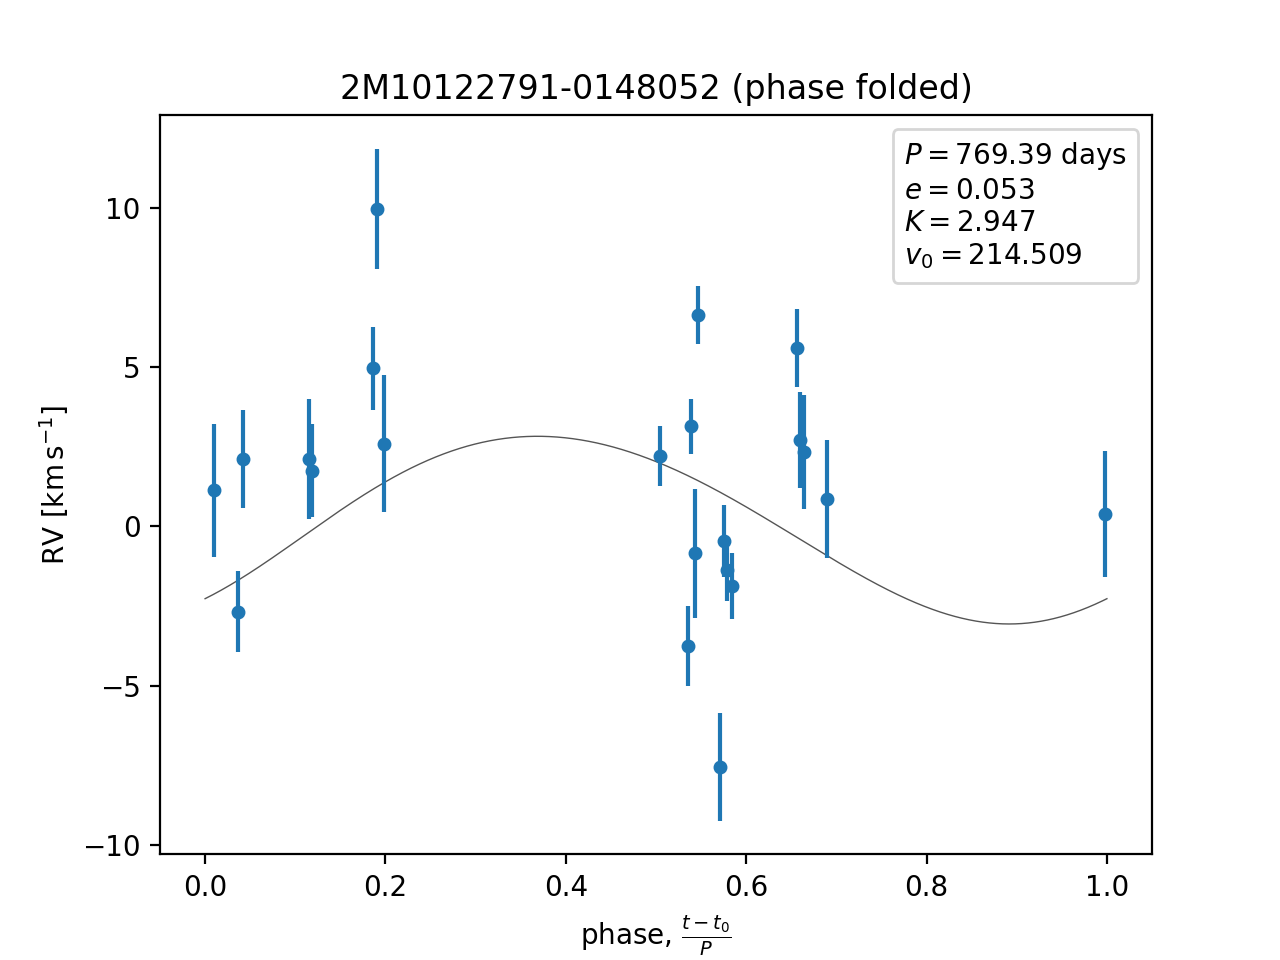 2M10122791-0148052 (phase folded)
P = 769.39 days
e = 0.053
K = 2.947
v₀ = 214.509
RV [km s⁻¹]
10
5
0
−5
−10
0.0 0.2 0.4 0.6 0.8 1.0
phase, (t − t₀)/P